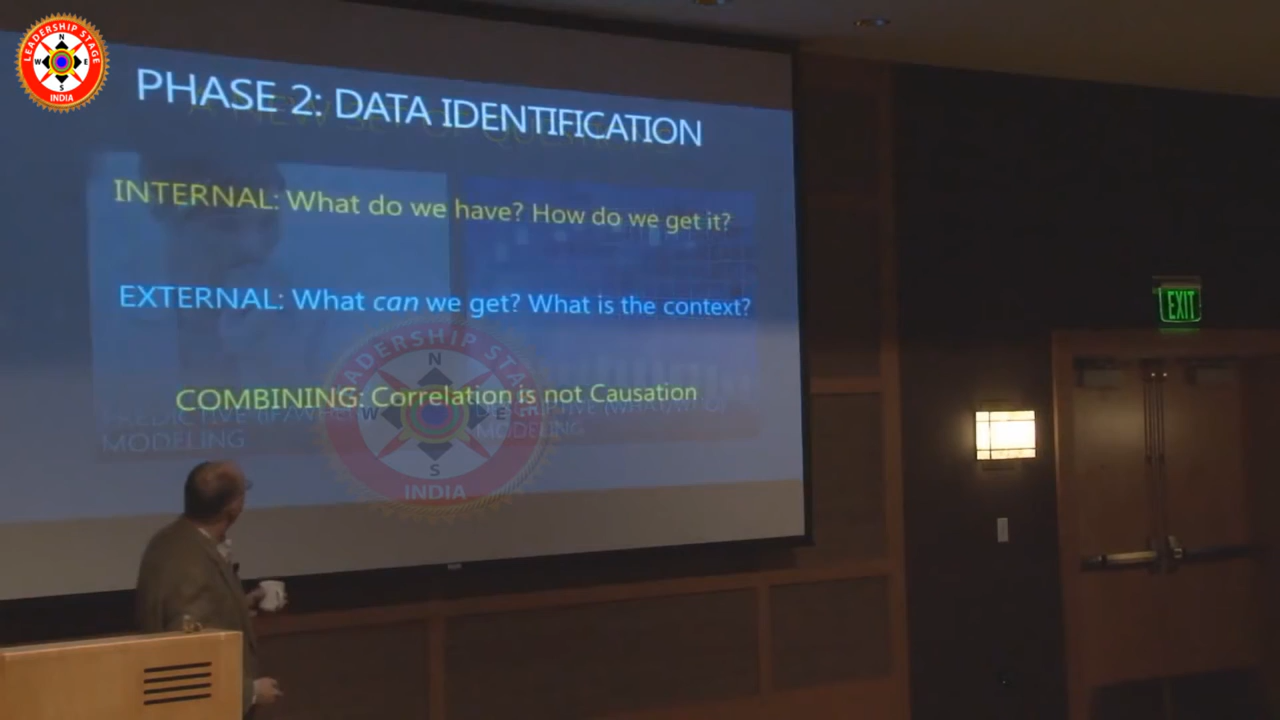 LEADERSHIP STAGE
N
W E
S
INDIA
PHASE 2: DATA IDENTIFICATION
INTERNAL: What do we have? How do we get it?
EXTERNAL: What can we get? What is the context?
COMBINING: Correlation is not Causation
MODELING
MODELING
LEADERSHIP STAGE
N
W E
S
INDIA
EXIT